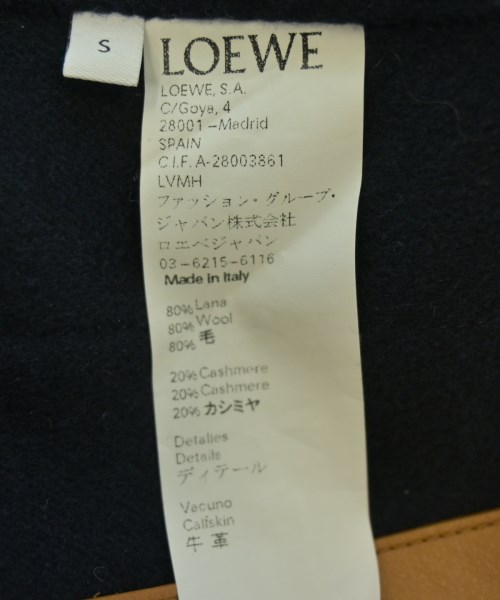 S
LOEWE
LOEWE, S.A.
C/Goya, 4
28001 -Madrid
SPAIN
C.I.F. A-28003861
LVMH
ファッション・グループ・
ジャパン株式会社
ロエベジャパン
03-6215-6116
Made in Italy
80% Lana
80% Wool
80% 毛
20% Cashmere
20% Cashmere
20% カシミヤ
Detalles
Details
ディテール
Vacuno
Calfskin
牛革